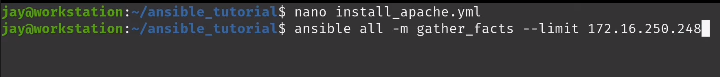 jay@workstation:~/ansible_tutorial$ nano install_apache.yml
jay@workstation:~/ansible_tutorial$ ansible all -m gather_facts --limit 172.16.250.248